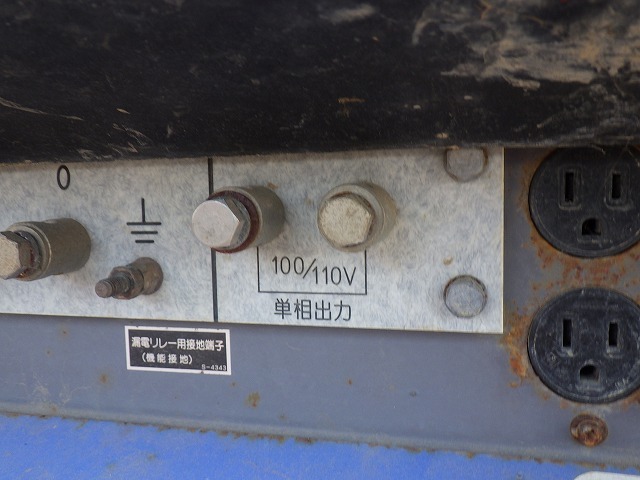 O
100/110V
単相出力
漏電リレー用接地端子
(機能接地)
S-4343